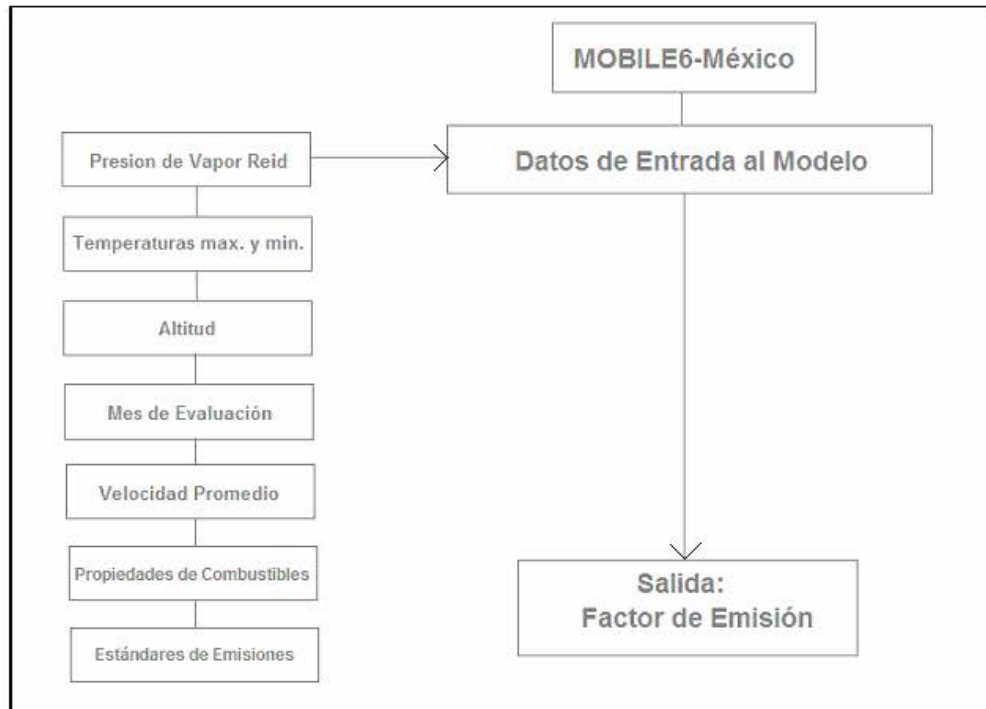 MOBILE6-México
Presion de Vapor Reid
Datos de Entrada al Modelo
Temperaturas max. y min.
Altitud
Mes de Evaluación
Velocidad Promedio
Propiedades de Combustibles
Estándares de Emisiones
Salida:
Factor de Emisión